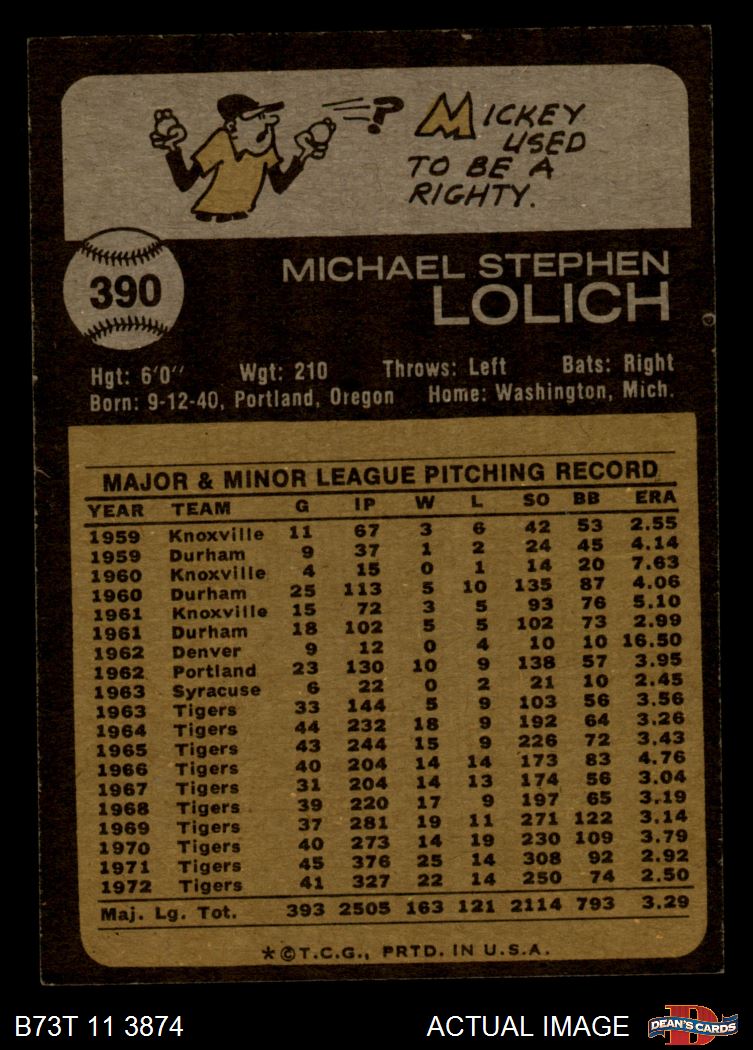 ? MICKEY
USED
TO BE A
RIGHTY.
390
MICHAEL STEPHEN
LOLICH
Hgt: 6'0" Wgt: 210 Throws: Left Bats: Right
Born: 9-12-40, Portland, Oregon Home: Washington, Mich.
MAJOR & MINOR LEAGUE PITCHING RECORD
YEAR TEAM G IP W L SO BB ERA
1959 Knoxville 11 67 3 6 42 53 2.55
1959 Durham 9 37 1 2 24 45 4.14
1960 Knoxville 4 15 0 1 14 20 7.63
1960 Durham 25 113 5 10 135 87 4.06
1961 Knoxville 15 72 3 5 93 76 5.10
1961 Durham 18 102 5 5 102 73 2.99
1962 Denver 9 12 0 4 10 10 16.50
1962 Portland 23 130 10 9 138 57 3.95
1963 Syracuse 6 22 0 2 21 10 2.45
1963 Tigers 33 144 5 9 103 56 3.56
1964 Tigers 44 232 18 9 192 64 3.26
1965 Tigers 43 244 15 9 226 72 3.43
1966 Tigers 40 204 14 14 173 83 4.76
1967 Tigers 31 204 14 13 174 56 3.04
1968 Tigers 39 220 17 9 197 65 3.19
1969 Tigers 37 281 19 11 271 122 3.14
1970 Tigers 40 273 14 19 230 109 3.79
1971 Tigers 45 376 25 14 308 92 2.92
1972 Tigers 41 327 22 14 250 74 2.50
Maj. Lg. Tot. 393 2505 163 121 2114 793 3.29
*©T.C.G., PRTD. IN U.S.A.
B73T 11 3874 ACTUAL IMAGE D DEAN'S CARDS